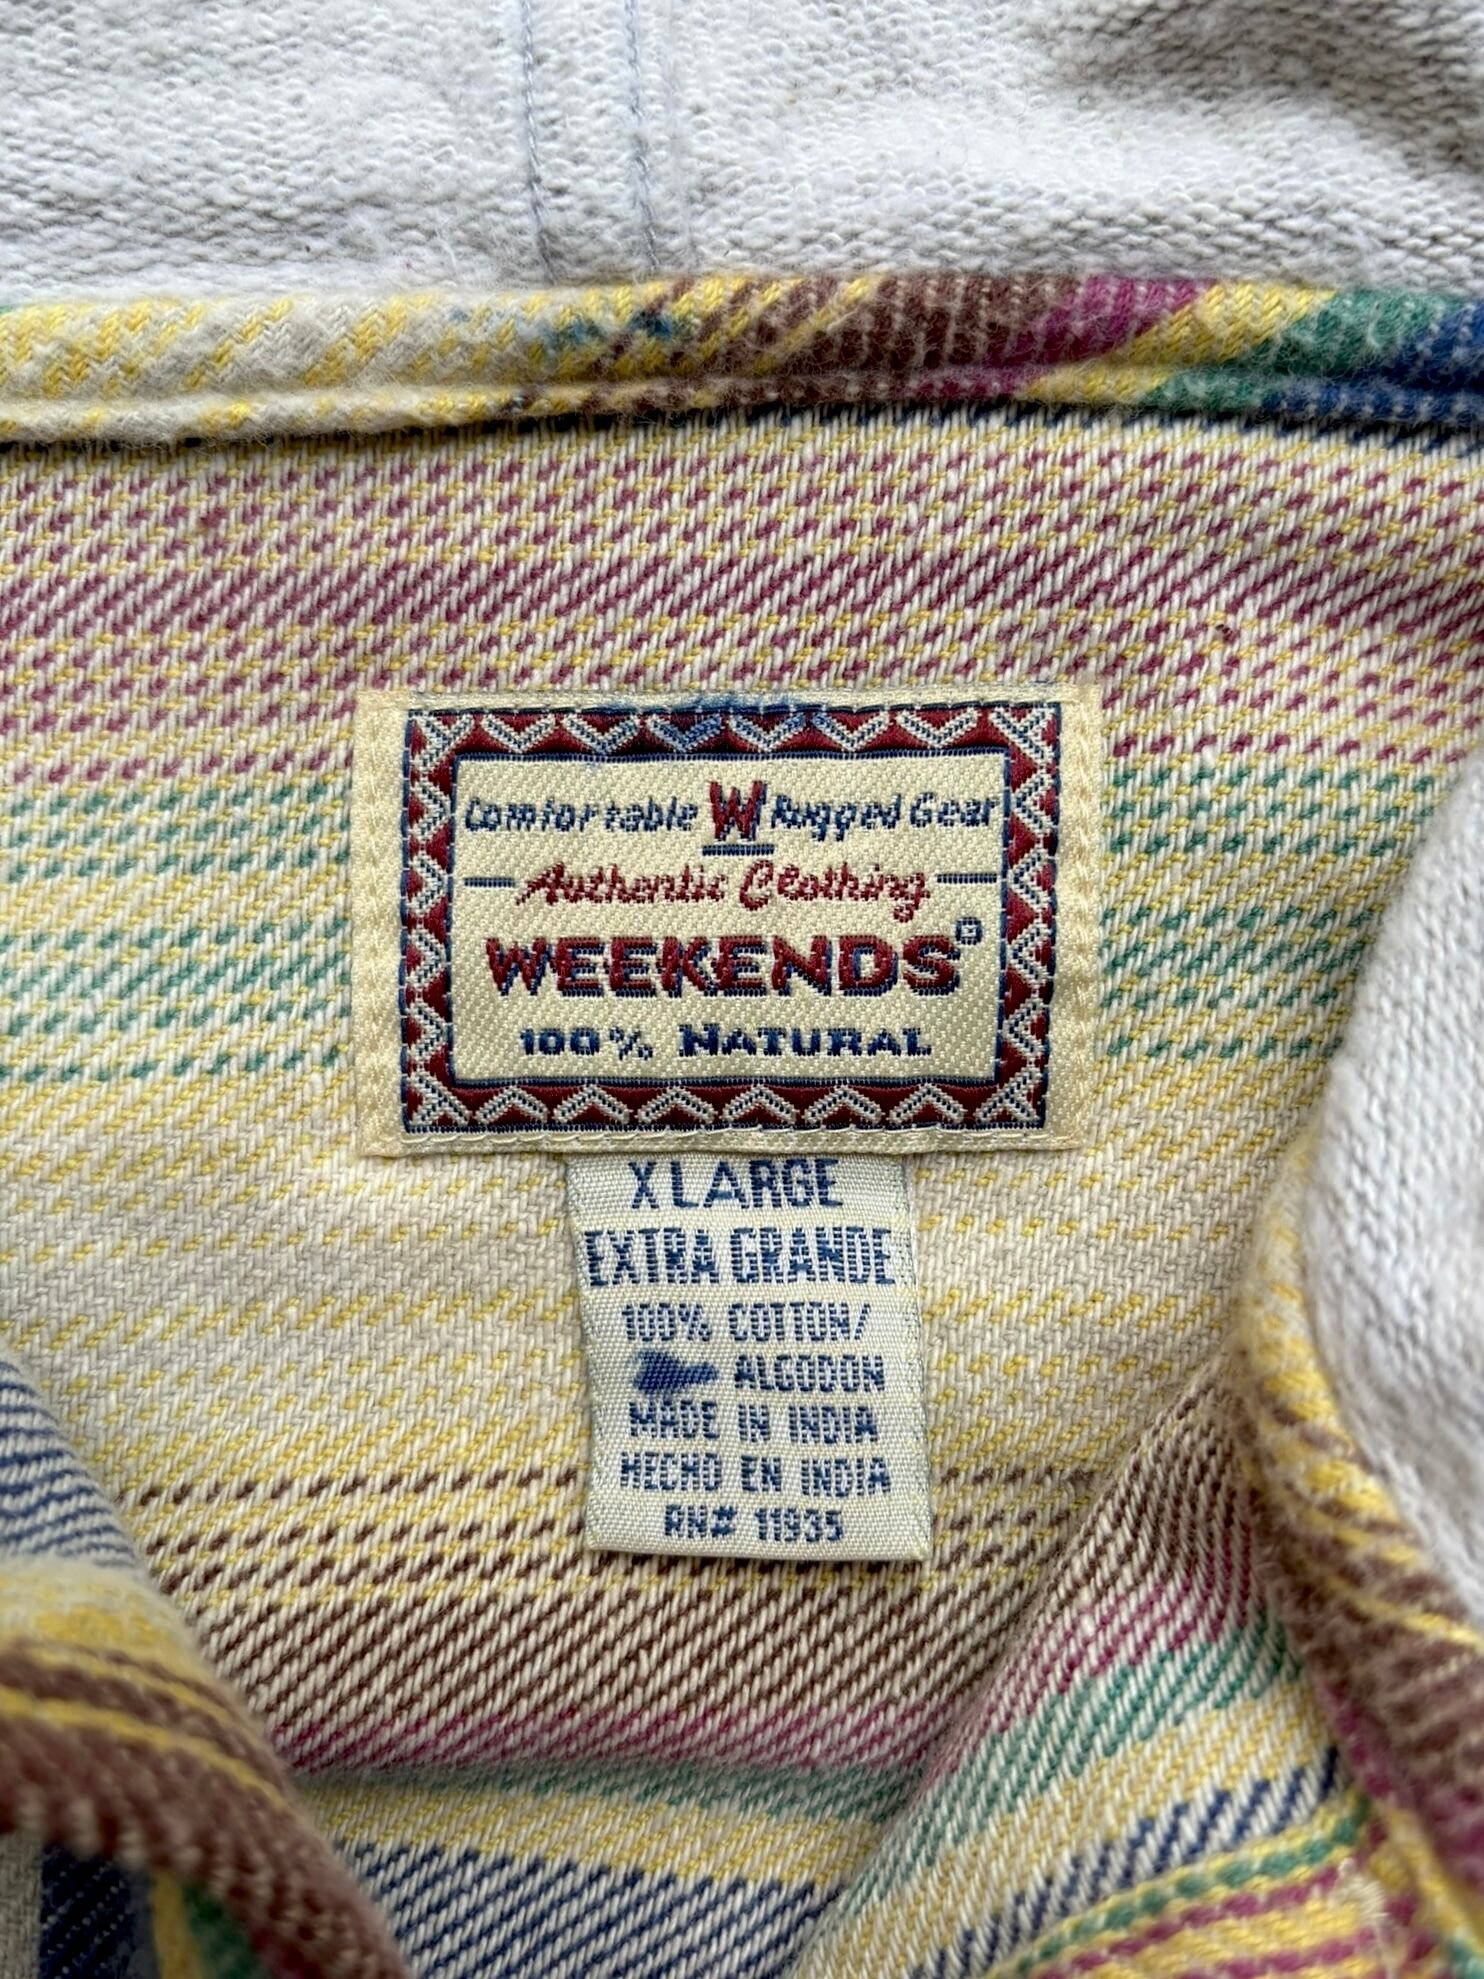 Comfortable W Rugged Gear
Authentic Clothing
WEEKENDS®
100% NATURAL
X LARGE
EXTRA GRANDE
100% COTTON/
ALGODON
MADE IN INDIA
HECHO EN INDIA
RN# 11935